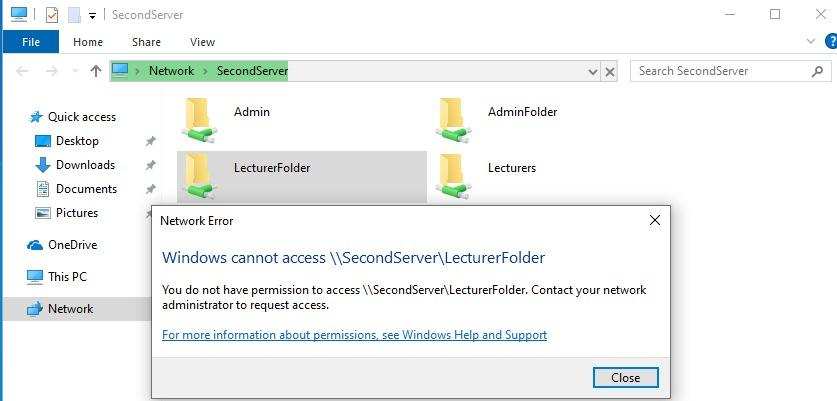 SecondServer
File Home Share View
Network SecondServer
Search SecondServer
Quick access
Desktop
Downloads
Documents
Pictures
OneDrive
This PC
Network
Admin
AdminFolder
LecturerFolder
Lecturers
Network Error
Windows cannot access \\SecondServer\LecturerFolder
You do not have permission to access \\SecondServer\LecturerFolder. Contact your network
administrator to request access.
For more information about permissions, see Windows Help and Support
Close